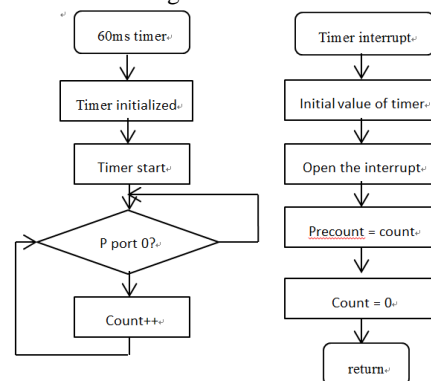 60ms timer
Timer initialized
Timer start
P port 0?
Count++
Timer interrupt
Initial value of timer
Open the interrupt
Precount = count
Count = 0
return